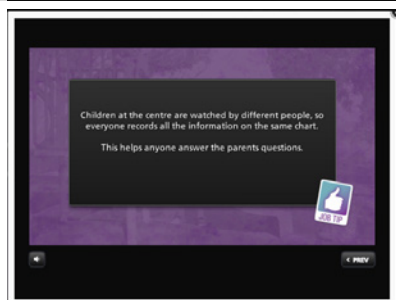 Children at the centre are watched by different people, so
everyone records all the information on the same chart.
This helps anyone answer the parents questions.
JOB TIP
< PREV